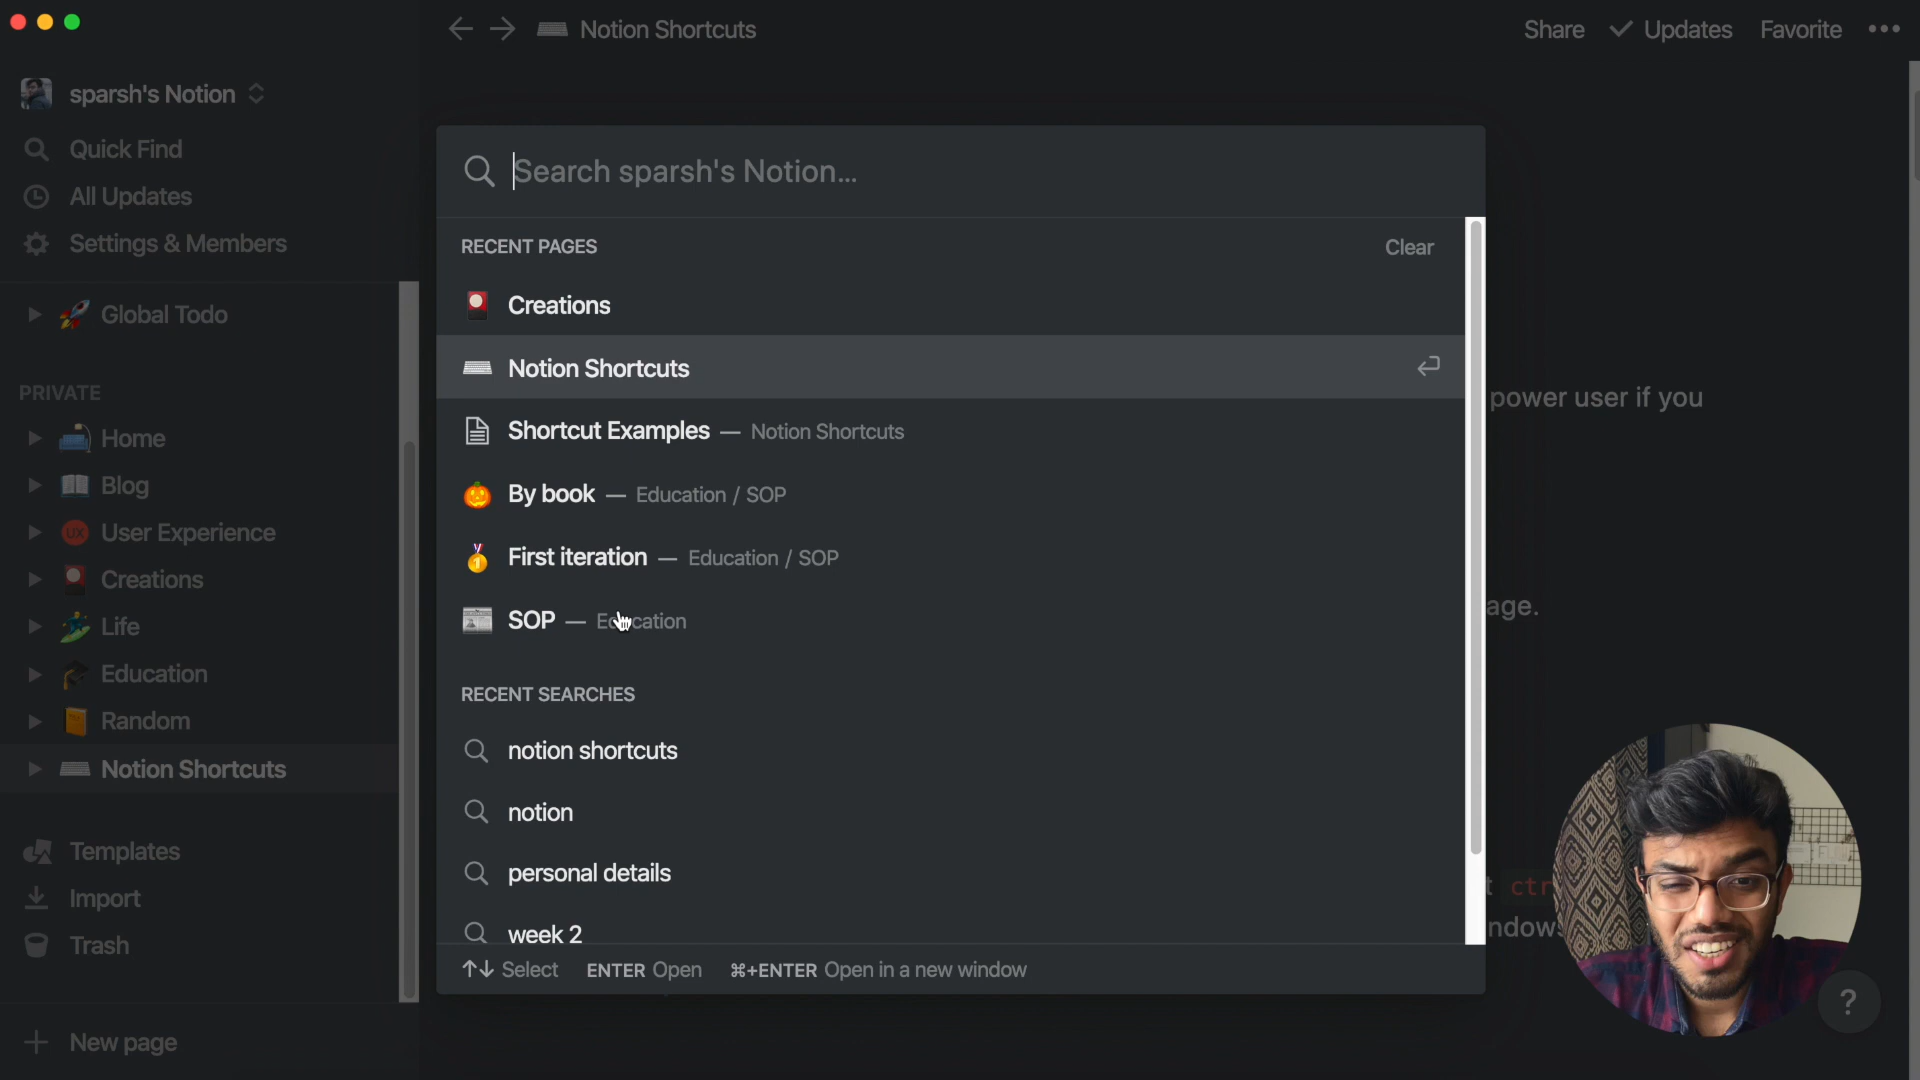 Notion Shortcuts
Share
Updates
Favorite
sparsh's Notion
Quick Find
All Updates
Settings & Members
Global Todo
PRIVATE
Home
Blog
UX User Experience
Creations
Life
Education
Random
Notion Shortcuts
Templates
Import
Trash
New page
Search sparsh's Notion...
RECENT PAGES
Clear
Creations
Notion Shortcuts
Shortcut Examples — Notion Shortcuts
By book — Education / SOP
First iteration — Education / SOP
SOP — Education
RECENT SEARCHES
notion shortcuts
notion
personal details
week 2
↑↓ Select ENTER Open ⌘+ENTER Open in a new window
power user if you
age.
t ctr
ndows
?